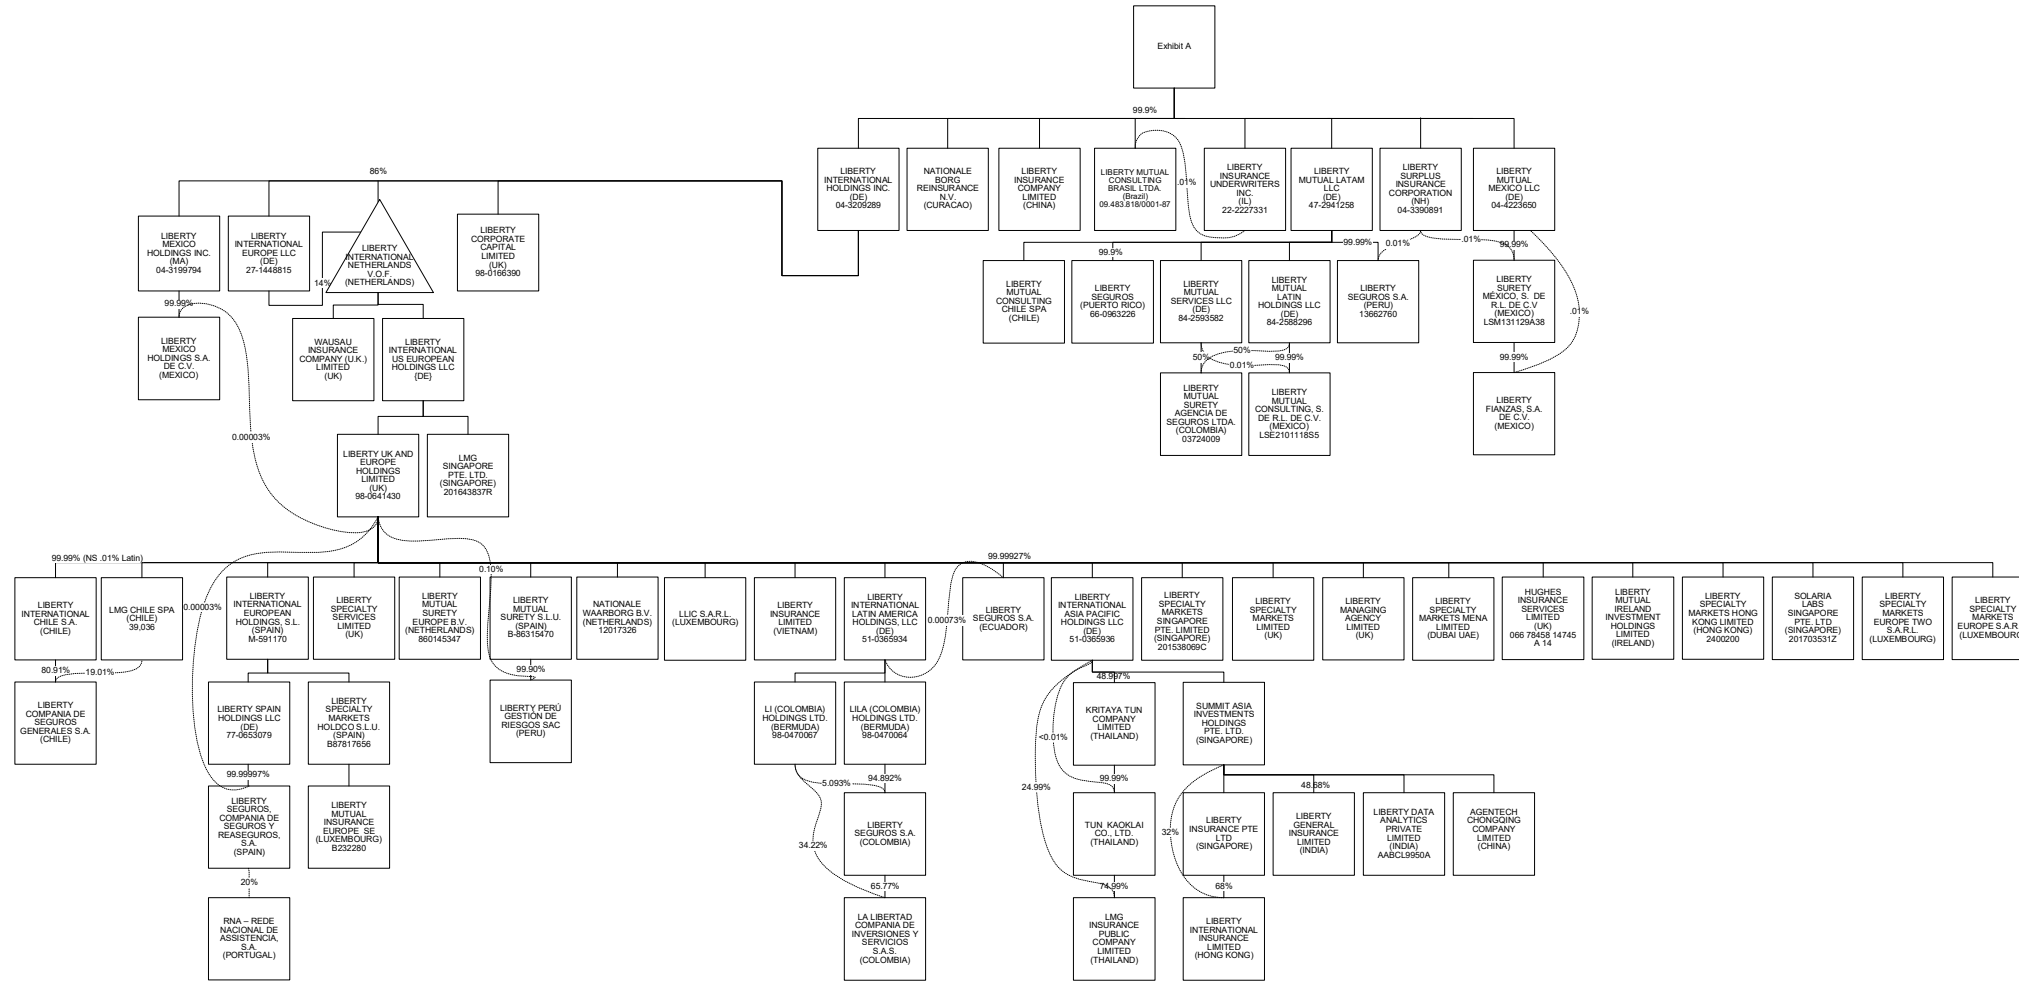 Exhibit A
99.9%
LIBERTY
INTERNATIONAL
HOLDINGS INC.
(DE)
04-3209289
NATIONALE
BORG
REINSURANCE
N.V.
(CURACAO)
LIBERTY
INSURANCE
COMPANY
LIMITED
(CHINA)
LIBERTY MUTUAL
CONSULTING
BRASIL LTDA.
(Brazil)
09.483.818/0001-87
.01%
LIBERTY
INSURANCE
UNDERWRITERS
INC.
(IL)
22-2227331
LIBERTY
MUTUAL LATAM
LLC
(DE)
47-2941258
LIBERTY
SURPLUS
INSURANCE
CORPORATION
(NH)
04-3390891
LIBERTY
MUTUAL
MEXICO LLC
(DE)
04-4223650
86%
LIBERTY
MEXICO
HOLDINGS INC.
(MA)
04-3199794
LIBERTY
INTERNATIONAL
EUROPE LLC
(DE)
27-1448815
14%
LIBERTY
INTERNATIONAL
NETHERLANDS
V.O.F.
(NETHERLANDS)
LIBERTY
CORPORATE
CAPITAL
LIMITED
(UK)
98-0166390
99.9%
99.99%
0.01%
.01%
99.99%
LIBERTY
MUTUAL
CONSULTING
CHILE SPA
(CHILE)
LIBERTY
SEGUROS
(PUERTO RICO)
66-0963226
LIBERTY
MUTUAL
SERVICES LLC
(DE)
84-2593582
LIBERTY
MUTUAL
LATIN
HOLDINGS LLC
(DE)
84-2588296
LIBERTY
SEGUROS S.A.
(PERU)
13662760
LIBERTY
SURETY
MÉXICO, S. DE
R.L. DE C.V
(MEXICO)
LSM131129A38
.01%
99.99%
LIBERTY
MEXICO
HOLDINGS S.A.
DE C.V.
(MEXICO)
WAUSAU
INSURANCE
COMPANY (U.K.)
LIMITED
(UK)
LIBERTY
INTERNATIONAL
US EUROPEAN
HOLDINGS LLC
(DE)
50%
50%
0.01%
99.99%
99.99%
LIBERTY
MUTUAL
SURETY
AGENCIA DE
SEGUROS LTDA.
(COLOMBIA)
03724009
LIBERTY
MUTUAL
CONSULTING, S.
DE R.L. DE C.V.
(MEXICO)
LSE2101118S5
LIBERTY
FIANZAS, S.A.
DE C.V.
(MEXICO)
0.00003%
LIBERTY UK AND
EUROPE
HOLDINGS
LIMITED
(UK)
98-0641430
LMG
SINGAPORE
PTE. LTD.
(SINGAPORE)
201643837R
99.99% (NS .01% Latin)
0.10%
99.99927%
LIBERTY
INTERNATIONAL
CHILE S.A.
(CHILE)
LMG CHILE SPA
(CHILE)
39,036
0.00003%
LIBERTY
INTERNATIONAL
EUROPEAN
HOLDINGS, S.L.
(SPAIN)
M-591170
LIBERTY
SPECIALTY
SERVICES
LIMITED
(UK)
LIBERTY
MUTUAL
SURETY
EUROPE B.V.
(NETHERLANDS)
860145347
LIBERTY
MUTUAL
SURETY S.L.U.
(SPAIN)
B-86315470
NATIONALE
WAARBORG B.V.
(NETHERLANDS)
12017326
LLIC S.A.R.L.
(LUXEMBOURG)
LIBERTY
INSURANCE
LIMITED
(VIETNAM)
LIBERTY
INTERNATIONAL
LATIN AMERICA
HOLDINGS, LLC
(DE)
51-0365934
0.00073%
LIBERTY
SEGUROS S.A.
(ECUADOR)
LIBERTY
INTERNATIONAL
ASIA PACIFIC
HOLDINGS LLC
(DE)
51-0365936
LIBERTY
SPECIALTY
MARKETS
SINGAPORE
PTE. LIMITED
(SINGAPORE)
201538069C
LIBERTY
SPECIALTY
MARKETS
LIMITED
(UK)
LIBERTY
MANAGING
AGENCY
LIMITED
(UK)
LIBERTY
SPECIALTY
MARKETS MENA
LIMITED
(DUBAI UAE)
HUGHES
INSURANCE
SERVICES
LIMITED
(UK)
066 78458 14745
A 14
LIBERTY
MUTUAL
IRELAND
INVESTMENT
HOLDINGS
LIMITED
(IRELAND)
LIBERTY
SPECIALTY
MARKETS HONG
KONG LIMITED
(HONG KONG)
2400200
SOLARIA
LABS
SINGAPORE
PTE. LTD
(SINGAPORE)
201703531Z
LIBERTY
SPECIALTY
MARKETS
EUROPE TWO
S.A.R.L.
(LUXEMBOURG)
LIBERTY
SPECIALTY
MARKETS
EUROPE S.A.R
(LUXEMBOURG
80.91%
19.01%
99.90%
48.997%
LIBERTY
COMPANIA DE
SEGUROS
GENERALES S.A.
(CHILE)
LIBERTY SPAIN
HOLDINGS LLC
(DE)
77-0653079
LIBERTY
SPECIALTY
MARKETS
HOLDCO S.L.U.
(SPAIN)
B87817656
LIBERTY PERÚ
GESTIÓN DE
RIESGOS SAC
(PERU)
LI (COLOMBIA)
HOLDINGS LTD.
(BERMUDA)
98-0470067
LILA (COLOMBIA)
HOLDINGS LTD.
(BERMUDA)
98-0470064
<0.01%
KRITAYA TUN
COMPANY
LIMITED
(THAILAND)
SUMMIT ASIA
INVESTMENTS
HOLDINGS
PTE. LTD.
(SINGAPORE)
99.99997%
5.093%
94.892%
24.99%
99.99%
48.68%
LIBERTY
SEGUROS,
COMPANIA DE
SEGUROS Y
REASEGUROS,
S.A.
(SPAIN)
LIBERTY
MUTUAL
INSURANCE
EUROPE SE
(LUXEMBOURG)
B232280
34.22%
LIBERTY
SEGUROS S.A.
(COLOMBIA)
TUN KAOKLAI
CO., LTD.
(THAILAND)
32%
LIBERTY
INSURANCE PTE
LTD
(SINGAPORE)
LIBERTY
GENERAL
INSURANCE
LIMITED
(INDIA)
LIBERTY DATA
ANALYTICS
PRIVATE
LIMITED
(INDIA)
AABCL9950A
AGENTECH
CHONGQING
COMPANY
LIMITED
(CHINA)
20%
65.77%
74.99%
68%
RNA – REDE
NACIONAL DE
ASSISTENCIA,
S.A.
(PORTUGAL)
LA LIBERTAD
COMPANIA DE
INVERSIONES Y
SERVICIOS
S.A.S.
(COLOMBIA)
LMG
INSURANCE
PUBLIC
COMPANY
LIMITED
(THAILAND)
LIBERTY
INTERNATIONAL
INSURANCE
LIMITED
(HONG KONG)